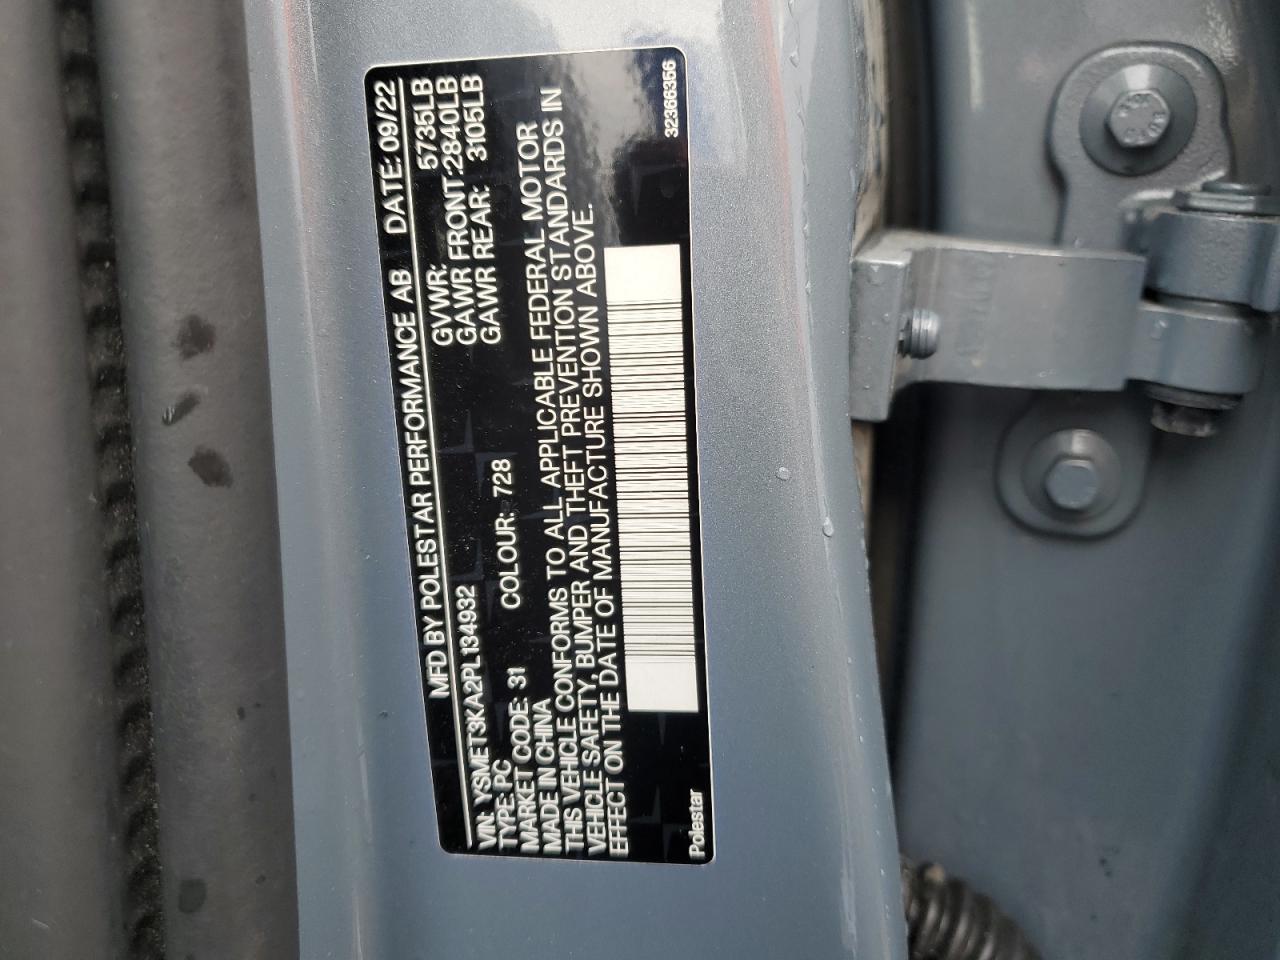 MFD BY POLESTAR PERFORMANCE AB DATE: 09/22
VIN: YSMET3KA2PL134932 GVWR: 5735LB
TYPE: PC GAWR FRONT:2840LB
MARKET CODE: 31 COLOUR: 728 GAWR REAR: 3105LB
MADE IN CHINA
THIS VEHICLE CONFORMS TO ALL APPLICABLE FEDERAL MOTOR
VEHICLE SAFETY, BUMPER AND THEFT PREVENTION STANDARDS IN
EFFECT ON THE DATE OF MANUFACTURE SHOWN ABOVE.
Polestar 32366356